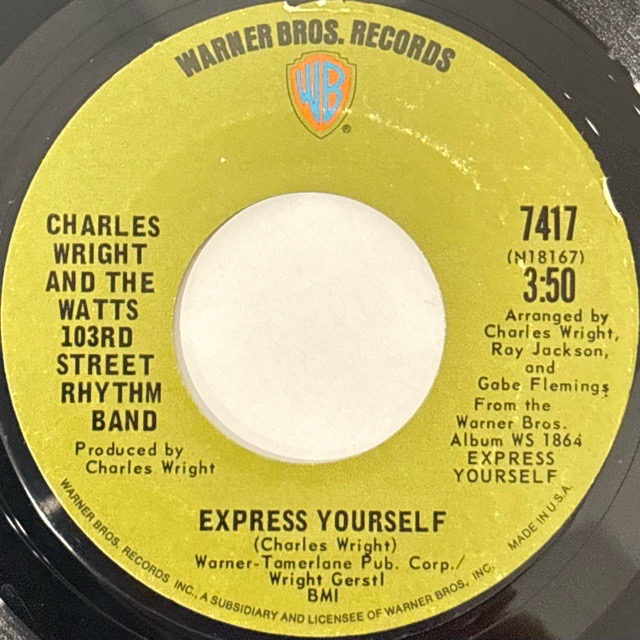 WARNER BROS. RECORDS
WB
®
CHARLES
WRIGHT
AND THE
WATTS
103RD
STREET
RHYTHM
BAND
Produced by
Charles Wright
7417
(N18167)
3:50
Arranged by
Charles Wright,
Ray Jackson,
and
Gabe Flemings
From the
Warner Bros.
Album WS 1864
EXPRESS
YOURSELF
EXPRESS YOURSELF
(Charles Wright)
Warner-Tamerlane Pub. Corp./
Wright Gerstl
BMI
WARNER BROS. RECORDS INC., A SUBSIDIARY AND LICENSEE OF WARNER BROS., INC. MADE IN U.S.A.